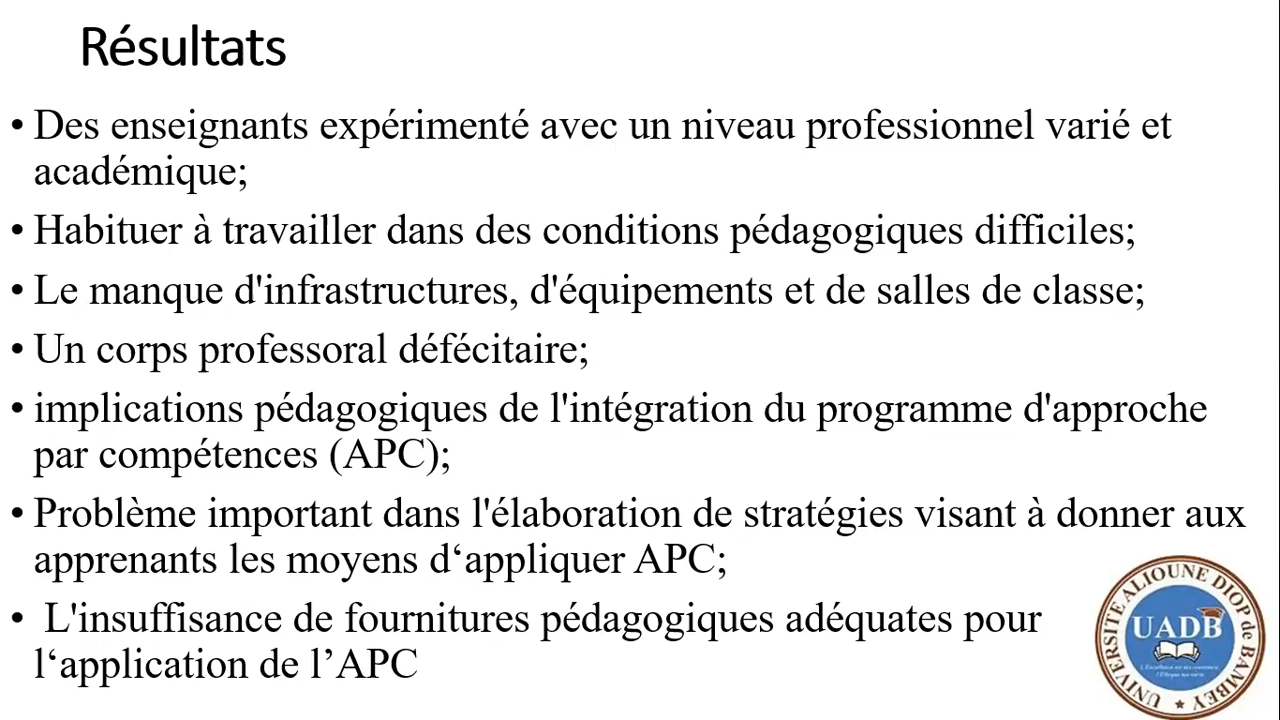 Résultats
• Des enseignants expérimenté avec un niveau professionnel varié et
académique;
• Habituer à travailler dans des conditions pédagogiques difficiles;
• Le manque d'infrastructures, d'équipements et de salles de classe;
• Un corps professoral défécitaire;
• implications pédagogiques de l'intégration du programme d'approche
par compétences (APC);
• Problème important dans l'élaboration de stratégies visant à donner aux
apprenants les moyens d‘appliquer APC;
• L'insuffisance de fournitures pédagogiques adéquates pour
l‘application de l’APC
UNIVERSITÉ ALIOUNE DIOP de BAMBEY
UADB